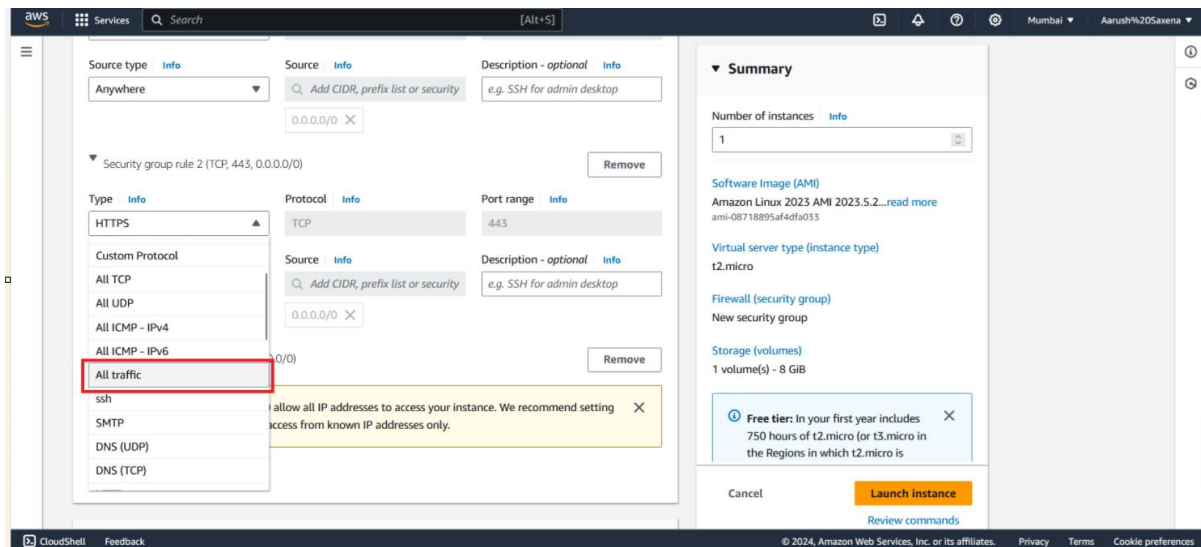 aws Services Search [Alt+S] Mumbai ▼ Aarush%20Saxena ▼
Source type Info Source Info Description - optional Info
Anywhere Add CIDR, prefix list or security e.g. SSH for admin desktop
0.0.0.0/0
Security group rule 2 (TCP, 443, 0.0.0.0/0) Remove
Type Info Protocol Info Port range Info
HTTPS TCP 443
Custom Protocol
All TCP
All UDP
All ICMP - IPv4
All ICMP - IPv6
All traffic
ssh
SMTP
DNS (UDP)
DNS (TCP)
Source Info Description - optional Info
Add CIDR, prefix list or security e.g. SSH for admin desktop
0.0.0.0/0
0/0) Remove
allow all IP addresses to access your instance. We recommend setting
access from known IP addresses only.
Summary
Number of instances Info
1
Software Image (AMI)
Amazon Linux 2023 AMI 2023.5.2...read more
ami-08718895af4dfa033
Virtual server type (instance type)
t2.micro
Firewall (security group)
New security group
Storage (volumes)
1 volume(s) - 8 GiB
Free tier: In your first year includes
750 hours of t2.micro (or t3.micro in
the Regions in which t2.micro is
Cancel Launch instance
Review commands
CloudShell Feedback © 2024, Amazon Web Services, Inc. or its affiliates. Privacy Terms Cookie preferences